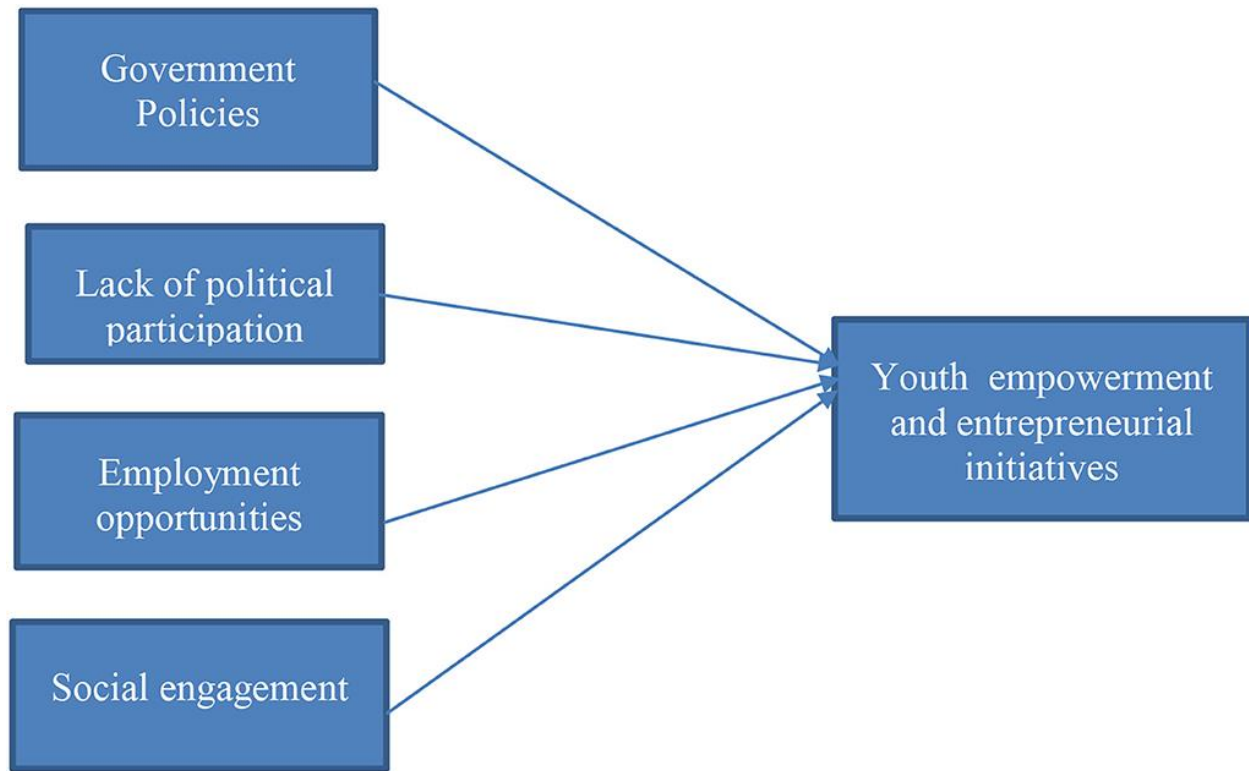 Government
Policies
Lack of political
participation
Employment
opportunities
Social engagement
Youth empowerment
and entrepreneurial
initiatives